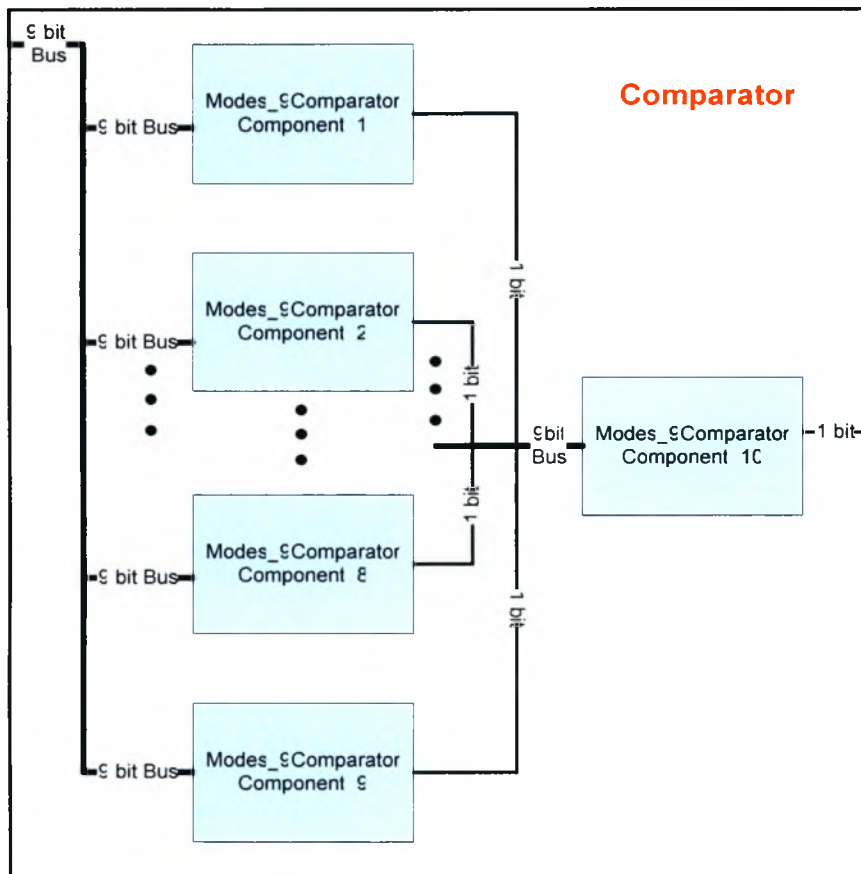 9 bit
Bus
Comparator
9 bit Bus
Modes_9Comparator
Component 1
1 bit
9 bit Bus
Modes_9Comparator
Component 2
1 bit
9bit
Bus
Modes_9Comparator
Component 10
1 bit
1 bit
9 bit Bus
Modes_9Comparator
Component 8
1 bit
9 bit Bus
Modes_9Comparator
Component 9